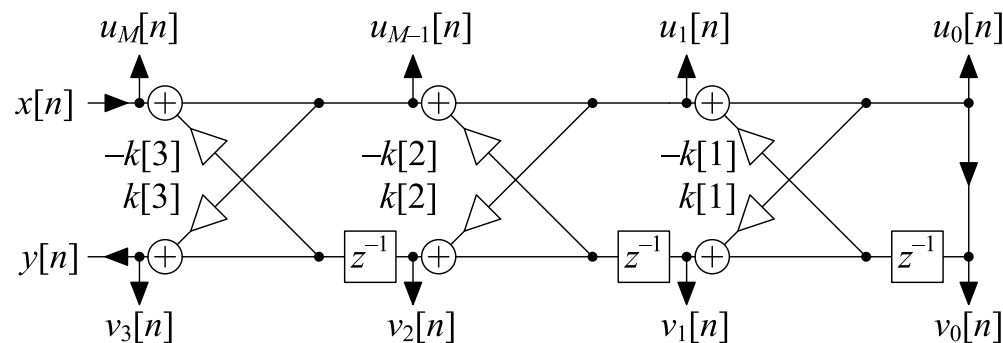 u_M[n] u_{M–1}[n] u_1[n] u_0[n]
x[n] + + +
–k[3] –k[2] –k[1]
k[3] k[2] k[1]
y[n] + z^{–1} + z^{–1} + z^{–1}
v_3[n] v_2[n] v_1[n] v_0[n]